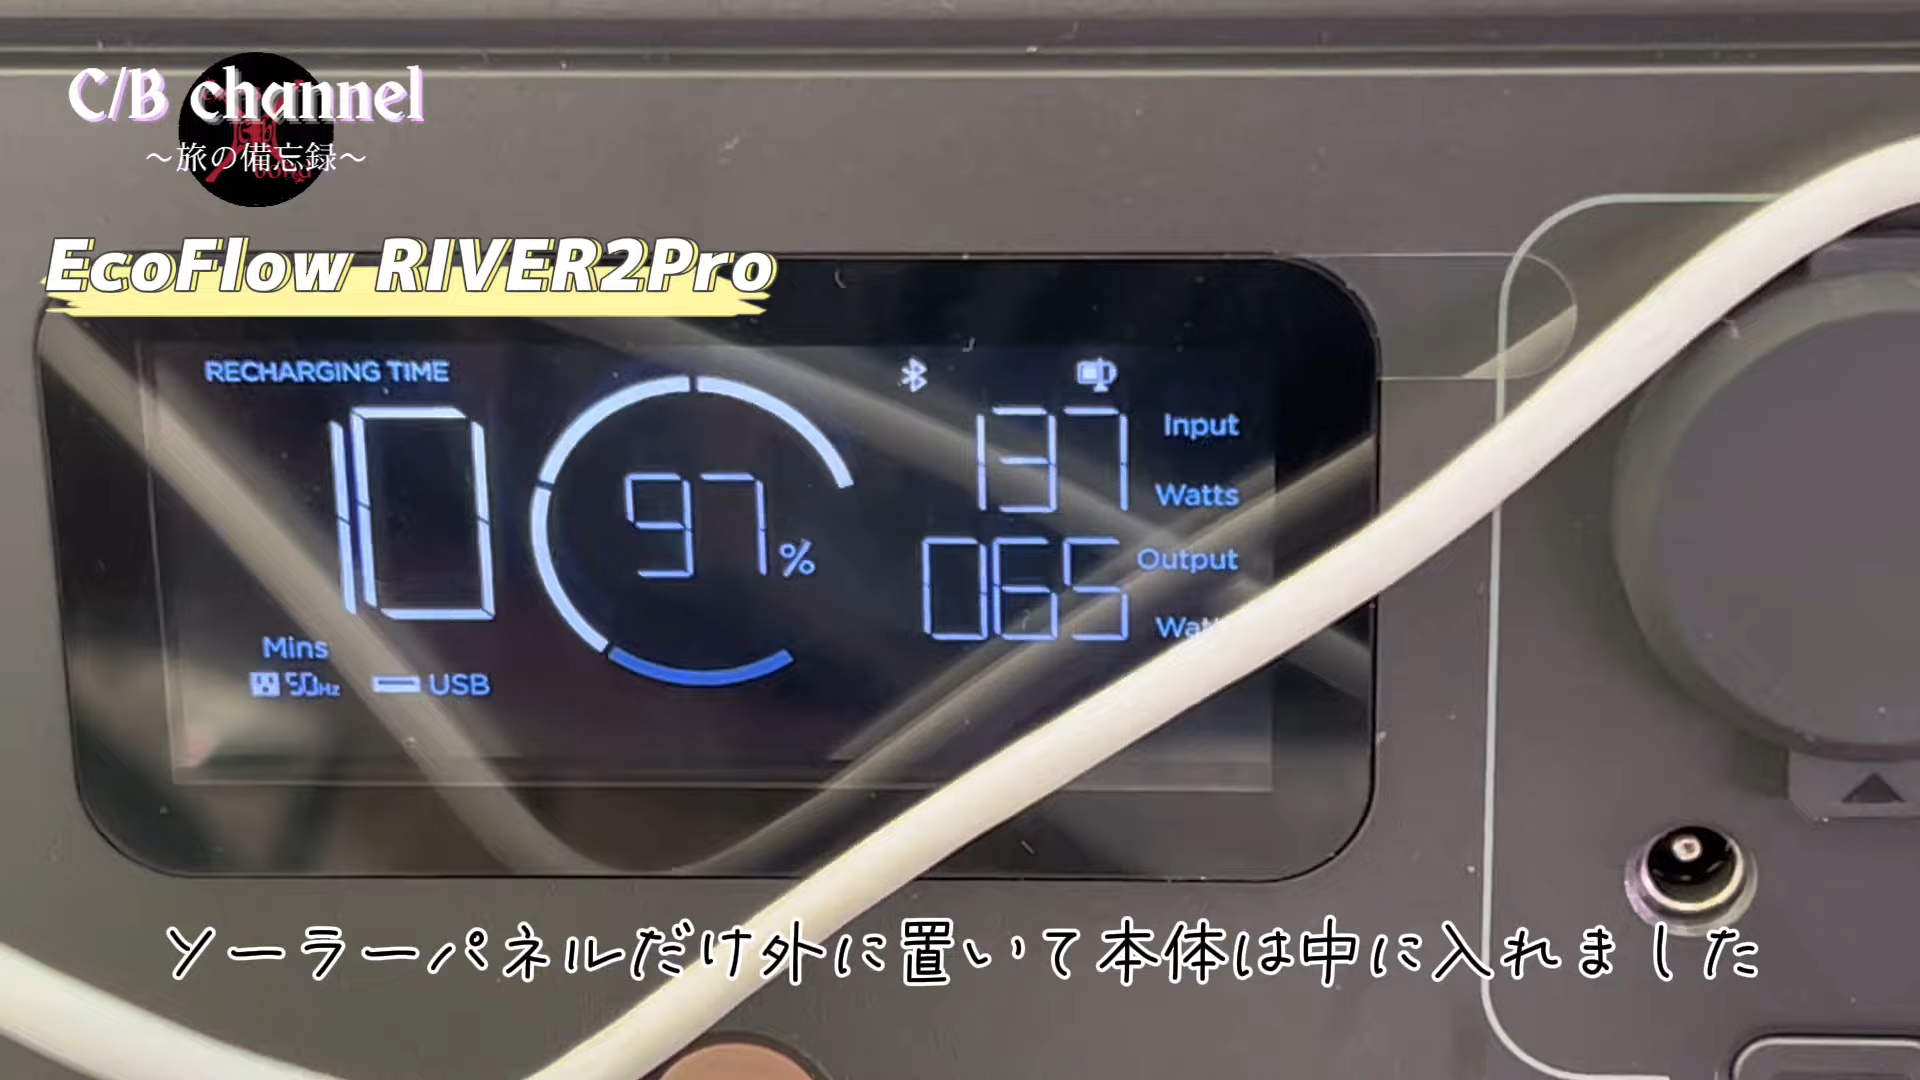 C/B channel
～旅の備忘録～
EcoFlow RIVER2Pro
RECHARGING TIME
10
Mins
50Hz
USB
97%
137
Input
Watts
065
Output
Watts
ソーラーパネルだけ外に置いて本体は中に入れました